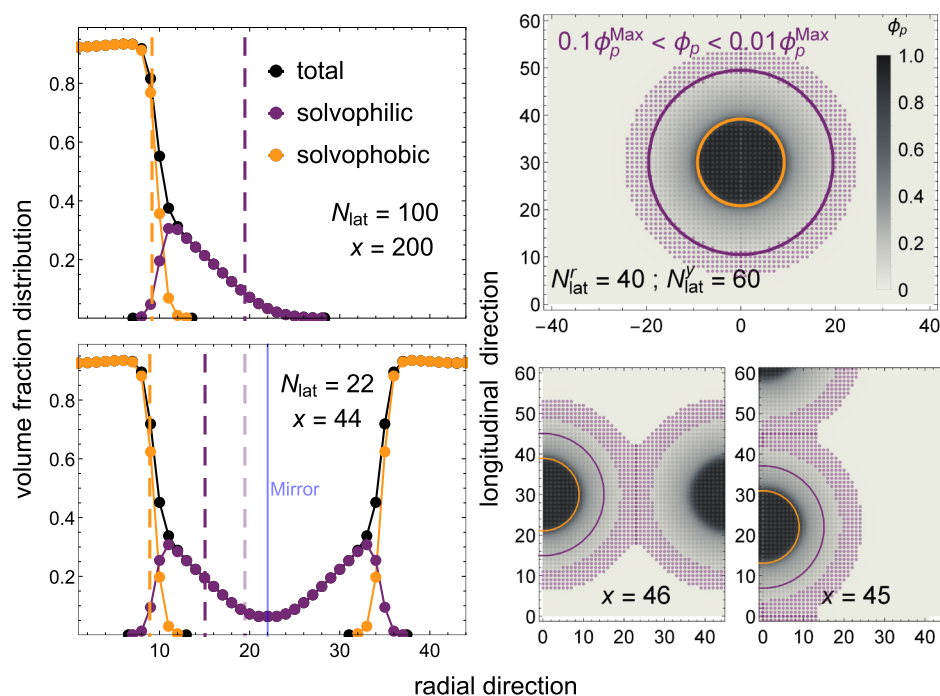 volume fraction distribution
0.8
0.6
0.4
0.2
total
solvophilic
solvophobic
N_lat = 100
x = 200
0.8
0.6
0.4
0.2
N_lat = 22
x = 44
Mirror
10 20 30 40
radial direction
longitudinal direction
60
50
40
30
20
10
0
0.1ϕ_p^Max < ϕ_p < 0.01ϕ_p^Max
ϕ_p
1.0
0.8
0.6
0.4
0.2
0
N_lat^r = 40 ; N_lat^y = 60
−40 −20 0 20 40
60
50
40
30
20
10
0
x = 46
0 10 20 30 40
60
50
40
30
20
10
0
x = 45
0 20 40